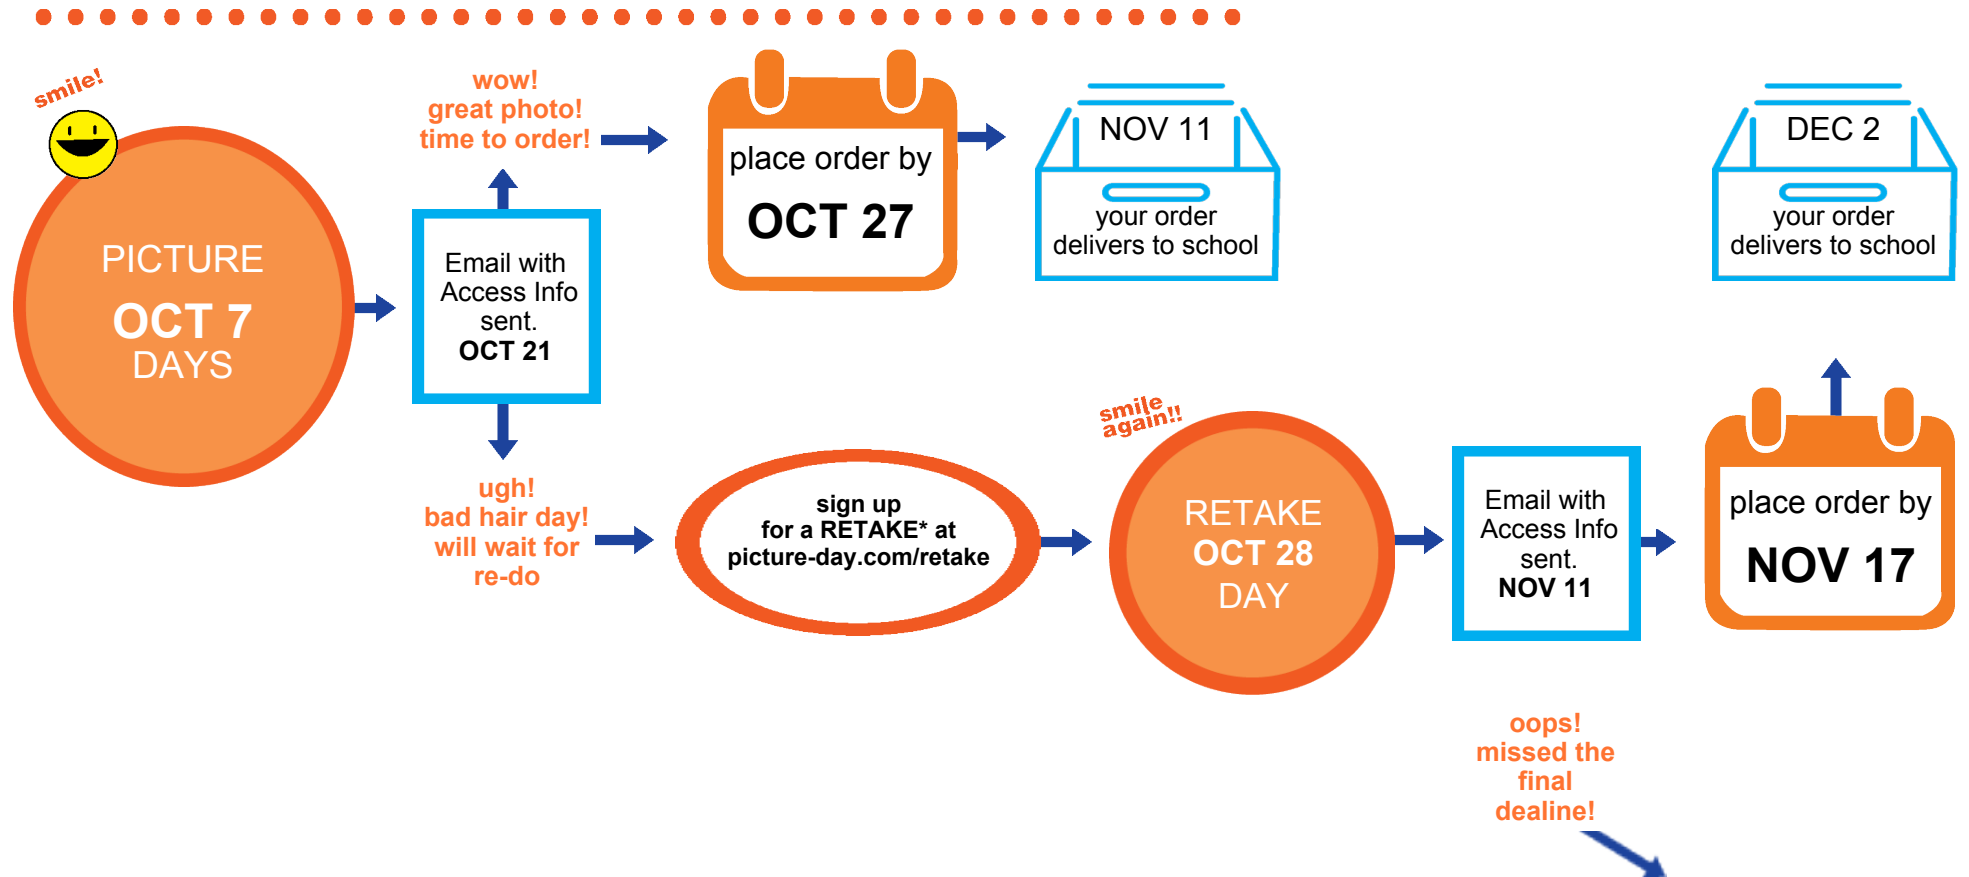 smile!
PICTURE
OCT 7
DAYS
Email with
Access Info
sent.
OCT 21
wow!
great photo!
time to order!
place order by
OCT 27
NOV 11
your order
delivers to school
ugh!
bad hair day!
will wait for
re-do
sign up
for a RETAKE* at
picture-day.com/retake
smile
again!!
RETAKE
OCT 28
DAY
Email with
Access Info
sent.
NOV 11
place order by
NOV 17
DEC 2
your order
delivers to school
oops!
missed the
final
dealine!